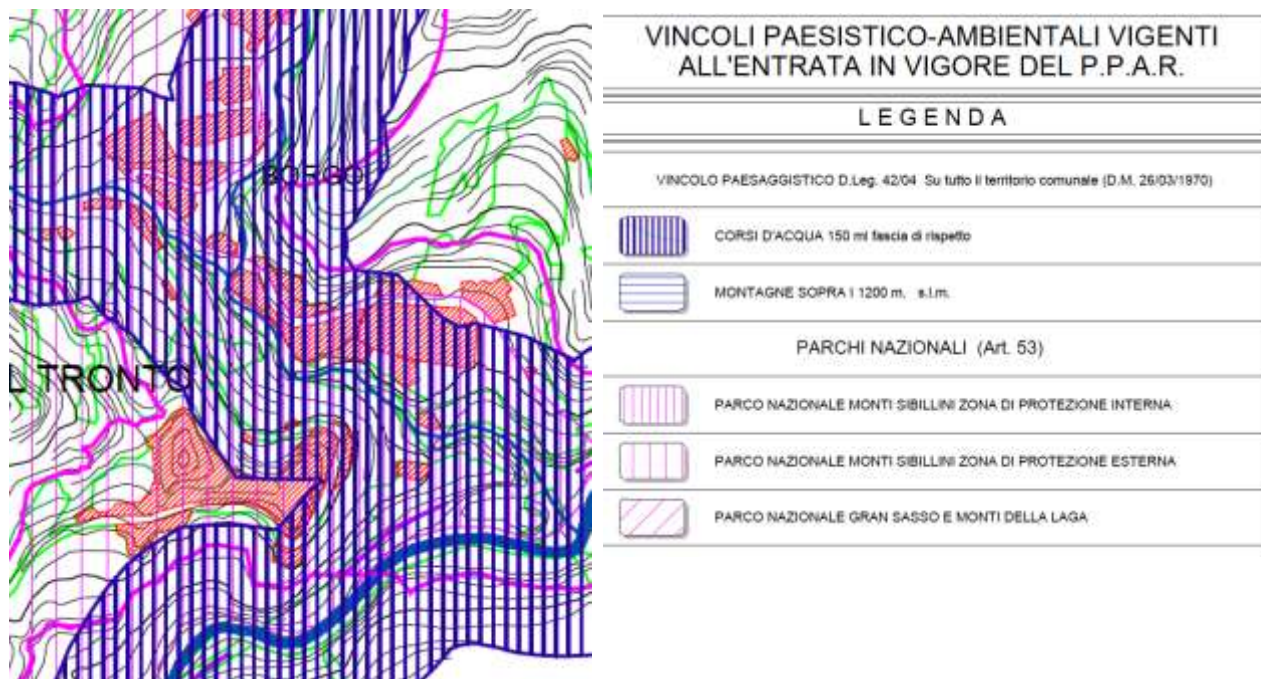 BORGO
L TRONTO
VINCOLI PAESISTICO-AMBIENTALI VIGENTI
ALL'ENTRATA IN VIGORE DEL P.P.A.R.
LEGENDA
VINCOLO PAESAGGISTICO D.Leg. 42/04 Su tutto il territorio comunale (D.M. 26/03/1970)
CORSI D'ACQUA 150 ml fascia di rispetto
MONTAGNE SOPRA I 1200 m. s.l.m.
PARCHI NAZIONALI (Art. 53)
PARCO NAZIONALE MONTI SIBILLINI ZONA DI PROTEZIONE INTERNA
PARCO NAZIONALE MONTI SIBILLINI ZONA DI PROTEZIONE ESTERNA
PARCO NAZIONALE GRAN SASSO E MONTI DELLA LAGA